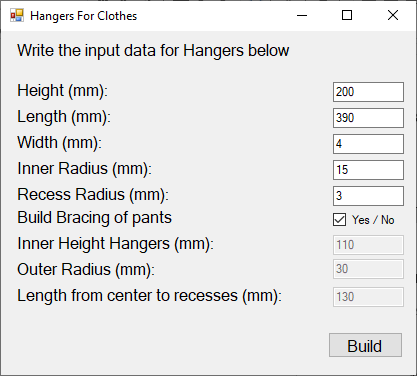 Hangers For Clothes
Write the input data for Hangers below
Height (mm): 200
Length (mm): 390
Width (mm): 4
Inner Radius (mm): 15
Recess Radius (mm): 3
Build Bracing of pants Yes / No
Inner Height Hangers (mm): 110
Outer Radius (mm): 30
Length from center to recesses (mm): 130
Build